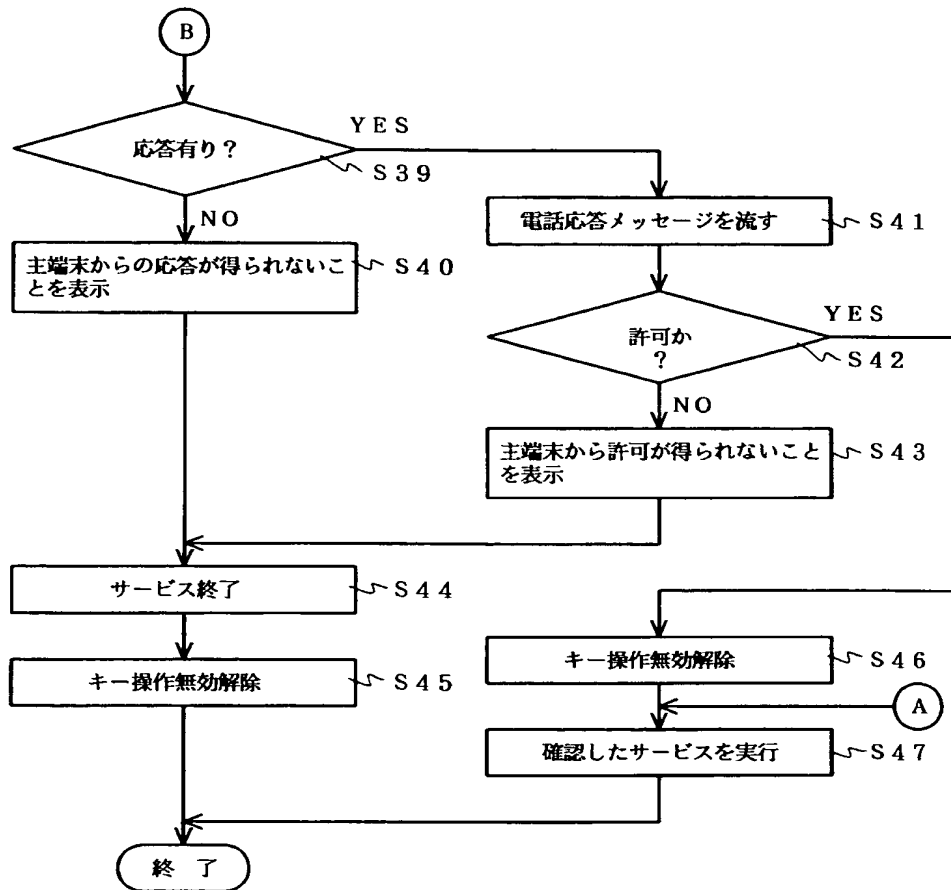 B
応答有り？
YES
S39
NO
電話応答メッセージを流す
S41
主端末からの応答が得られないこ
とを表示
S40
許可か
？
YES
S42
NO
主端末から許可が得られないこと
を表示
S43
サービス終了
S44
キー操作無効解除
S45
キー操作無効解除
S46
A
確認したサービスを実行
S47
終 了